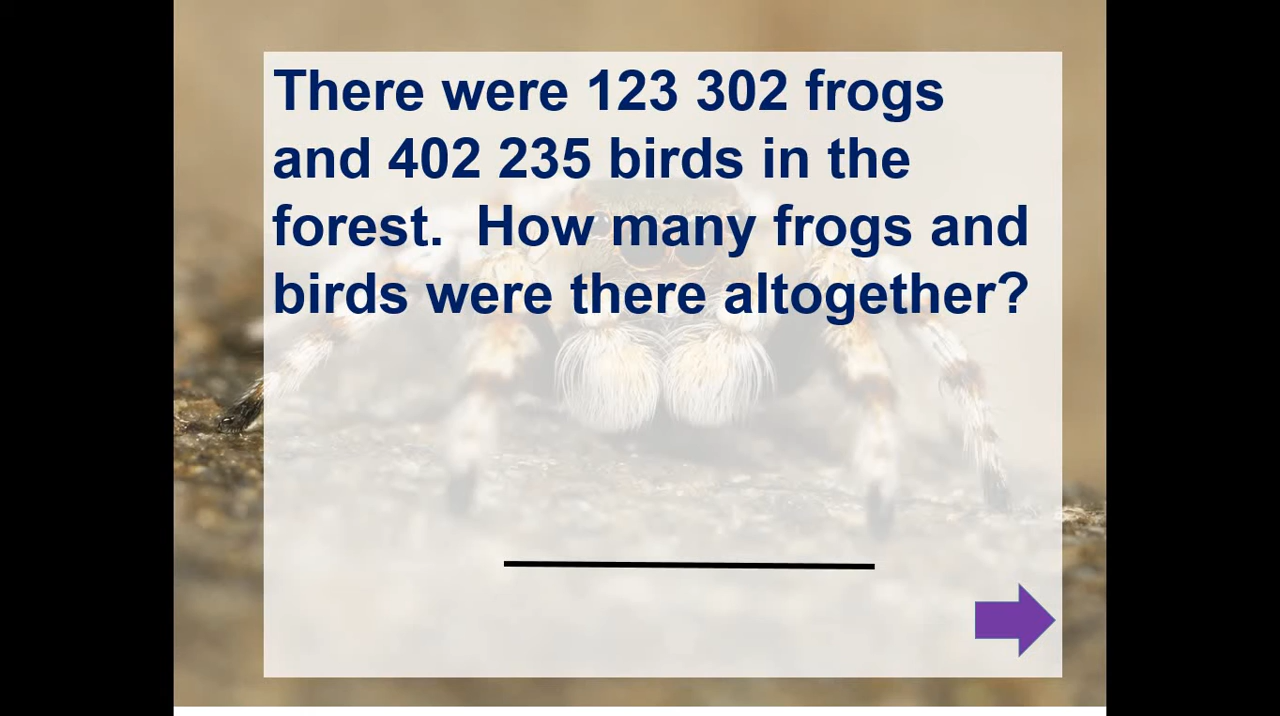 There were 123 302 frogs
and 402 235 birds in the
forest.  How many frogs and
birds were there altogether?